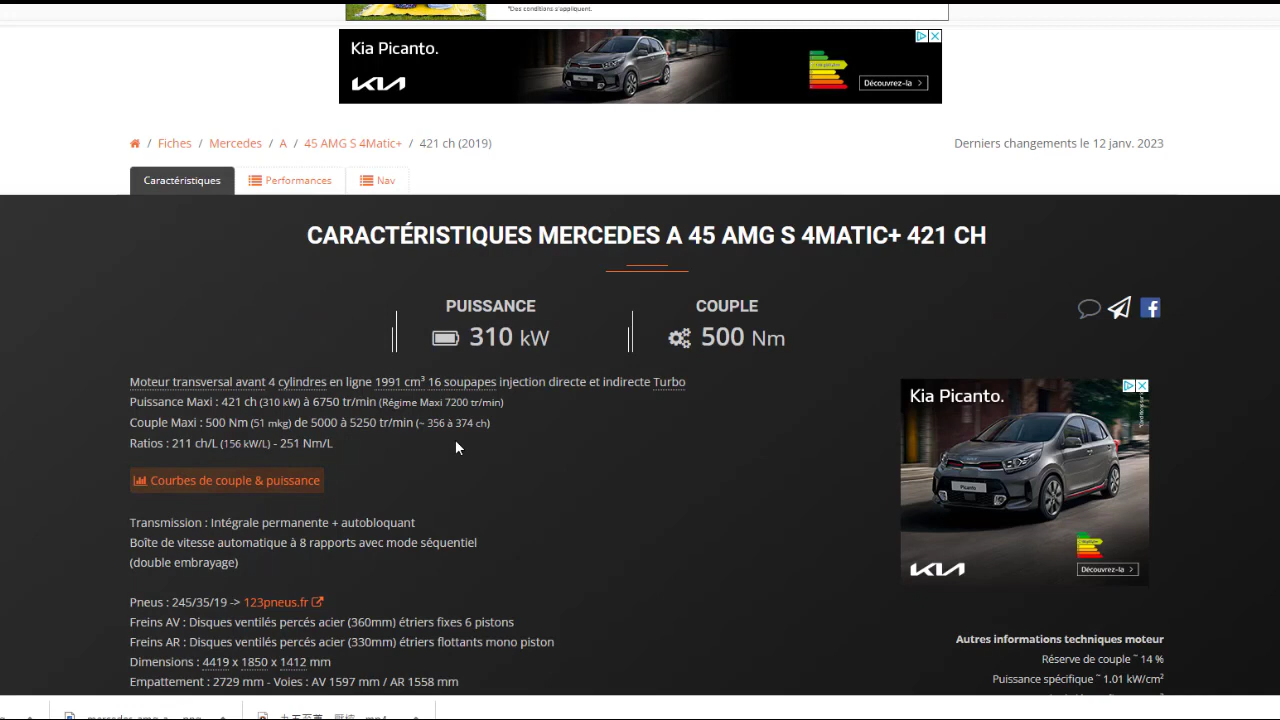 *Des conditions s'appliquent.
Kia Picanto.
KIA
Découvrez-la >
/ Fiches / Mercedes / A / 45 AMG S 4Matic+ / 421 ch (2019)
Derniers changements le 12 janv. 2023
Caractéristiques
Performances
Nav
CARACTÉRISTIQUES MERCEDES A 45 AMG S 4MATIC+ 421 CH
PUISSANCE
310 kW
COUPLE
500 Nm
Moteur transversal avant 4 cylindres en ligne 1991 cm³ 16 soupapes injection directe et indirecte Turbo
Puissance Maxi : 421 ch (310 kW) à 6750 tr/min (Régime Maxi 7200 tr/min)
Couple Maxi : 500 Nm (51 mkg) de 5000 à 5250 tr/min (~ 356 à 374 ch)
Ratios : 211 ch/L (156 kW/L) - 251 Nm/L
Courbes de couple & puissance
Transmission : Intégrale permanente + autobloquant
Boîte de vitesse automatique à 8 rapports avec mode séquentiel
(double embrayage)
Pneus : 245/35/19 -> 123pneus.fr
Freins AV : Disques ventilés percés acier (360mm) étriers fixes 6 pistons
Freins AR : Disques ventilés percés acier (330mm) étriers flottants mono piston
Dimensions : 4419 x 1850 x 1412 mm
Empattement : 2729 mm - Voies : AV 1597 mm / AR 1558 mm
Kia Picanto.
KIA
Découvrez-la >
Autres informations techniques moteur
Réserve de couple ~ 14 %
Puissance spécifique ~ 1.01 kW/cm²